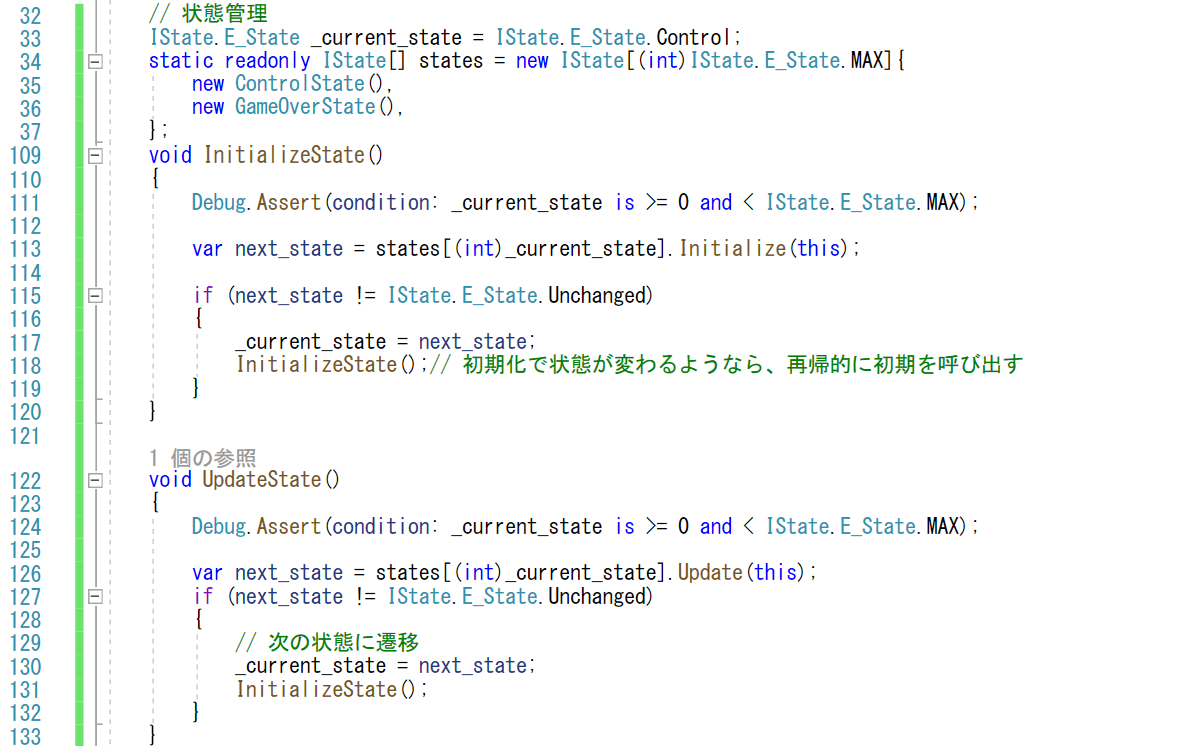 32 // 状態管理
33 IState.E_State _current_state = IState.E_State.Control;
34 static readonly IState[] states = new IState[(int)IState.E_State.MAX]{
35 new ControlState(),
36 new GameOverState(),
37 };
109 void InitializeState()
110 {
111 Debug.Assert(condition: _current_state is >= 0 and < IState.E_State.MAX);
112
113 var next_state = states[(int)_current_state].Initialize(this);
114
115 if (next_state != IState.E_State.Unchanged)
116 {
117 _current_state = next_state;
118 InitializeState();// 初期化で状態が変わるようなら、再帰的に初期を呼び出す
119 }
120 }
121
1 個の参照
122 void UpdateState()
123 {
124 Debug.Assert(condition: _current_state is >= 0 and < IState.E_State.MAX);
125
126 var next_state = states[(int)_current_state].Update(this);
127 if (next_state != IState.E_State.Unchanged)
128 {
129 // 次の状態に遷移
130 _current_state = next_state;
131 InitializeState();
132 }
133 }